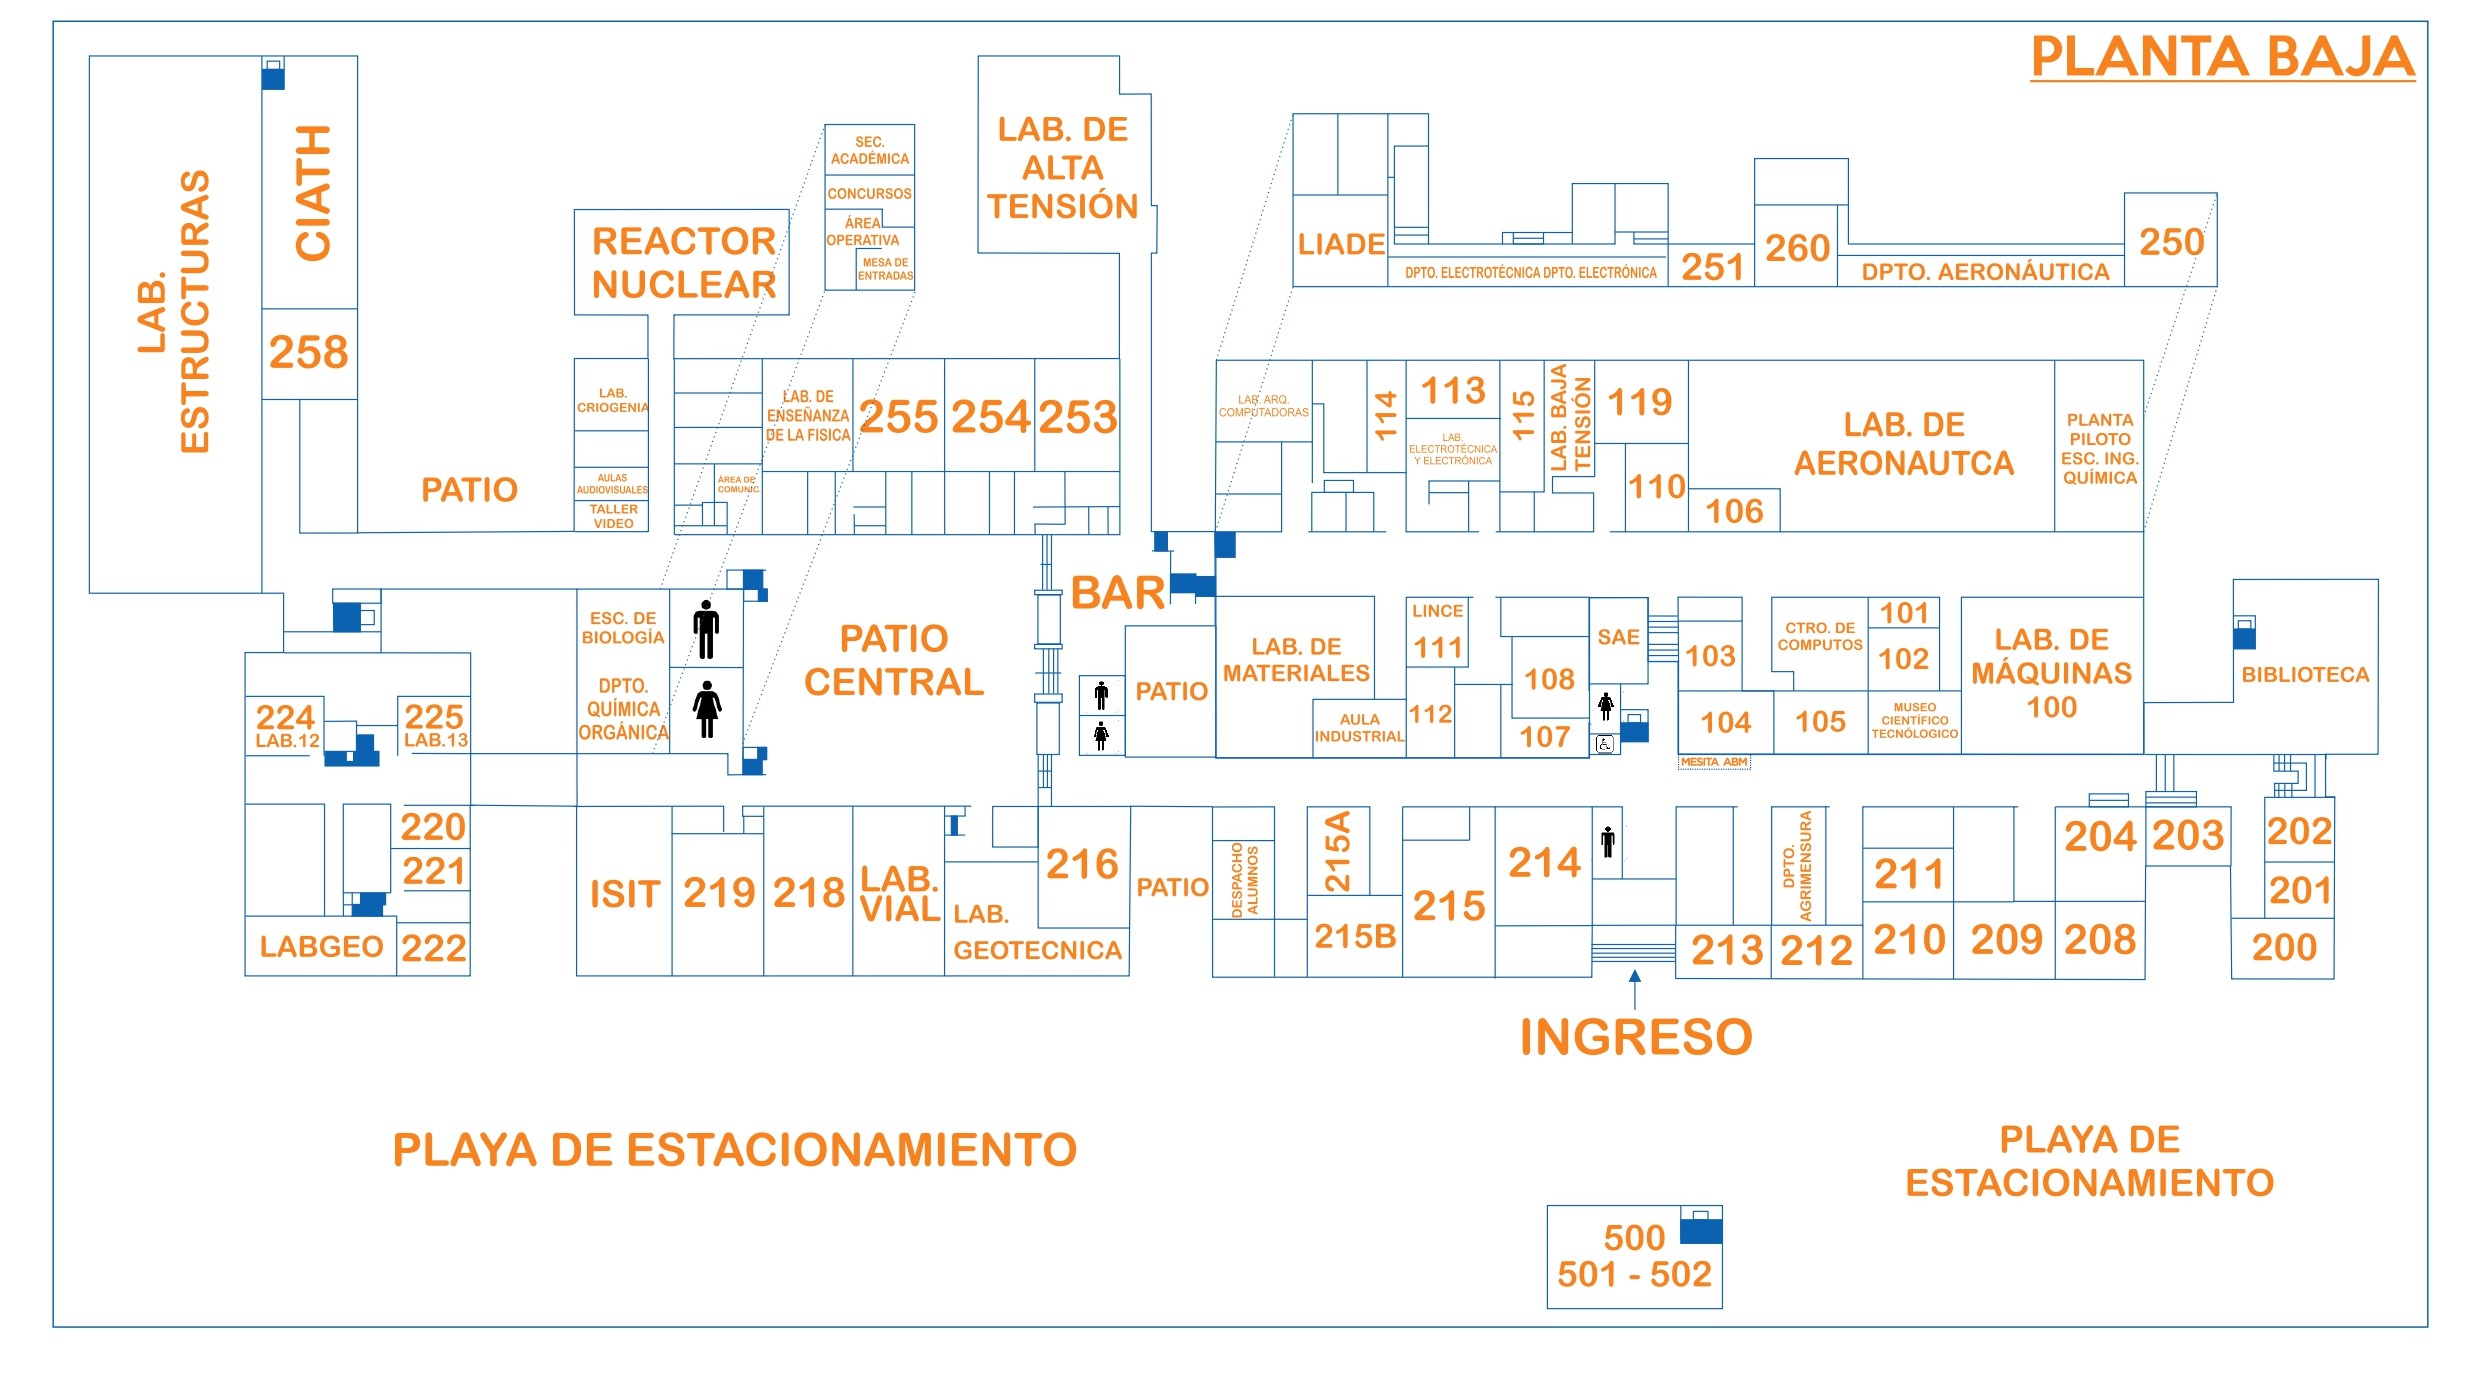 PLANTA BAJA
LAB.
ESTRUCTURAS
CIATH
258
PATIO
REACTOR
NUCLEAR
SEC.
ACADÉMICA
CONCURSOS
ÁREA
OPERATIVA
MESA DE
ENTRADAS
LAB. DE
ALTA
TENSIÓN
LIADE
DPTO. ELECTROTÉCNICA DPTO. ELECTRÓNICA
251
260
DPTO. AERONÁUTICA
250
LAB.
CRIOGENIA
AULAS
AUDIOVISUALES
TALLER
VIDEO
ÁREA DE
COMUNIC.
LAB. DE
ENSEÑANZA
DE LA FISICA
255
254
253
LAB. ARQ.
COMPUTADORAS
114
113
LAB.
ELECTROTÉCNICA
Y ELECTRÓNICA
115
LAB. BAJA
TENSIÓN
119
110
106
LAB. DE
AERONAUTCA
PLANTA
PILOTO
ESC. ING.
QUÍMICA
ESC. DE
BIOLOGÍA
DPTO.
QUÍMICA
ORGÁNICA
PATIO
CENTRAL
BAR
PATIO
LAB. DE
MATERIALES
AULA
INDUSTRIAL
LINCE
111
112
108
107
SAE
103
104
105
MESITA ABM
CTRO. DE
COMPUTOS
101
102
MUSEO
CIENTÍFICO
TECNÓLOGICO
LAB. DE
MÁQUINAS
100
BIBLIOTECA
224
LAB.12
225
LAB.13
220
221
LABGEO
222
ISIT
219
218
LAB.
VIAL
LAB.
GEOTECNICA
216
PATIO
DESPACHO
ALUMNOS
215A
215B
215
214
213
DPTO.
AGRIMENSURA
212
211
210
209
208
204
203
202
201
200
INGRESO
PLAYA DE ESTACIONAMIENTO
PLAYA DE
ESTACIONAMIENTO
500
501 - 502